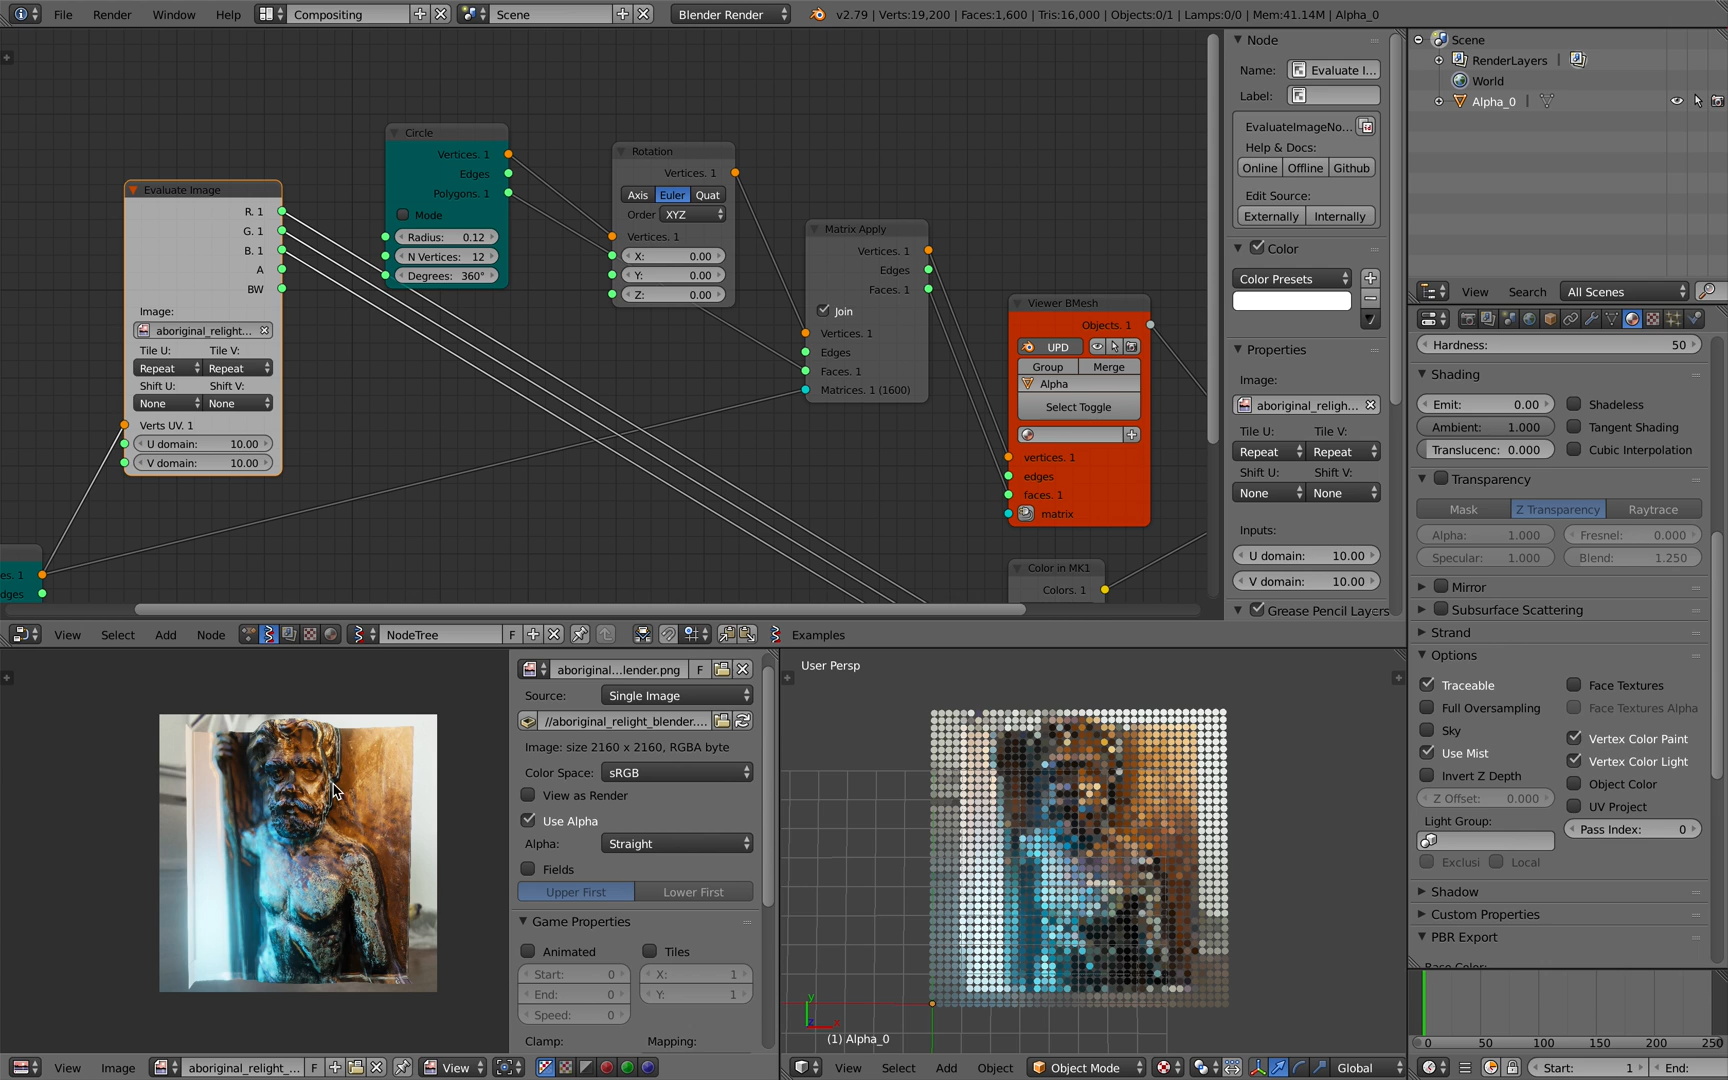 File Render Window Help Compositing Scene Blender Render v2.79 | Verts:19,200 | Faces:1,600 | Tris:16,000 | Objects:0/1 | Lamps:0/0 | Mem:41.14M | Alpha_0
Evaluate Image
R. 1
G. 1
B. 1
A
BW
Image:
aboriginal_relight...
Tile U: Tile V:
Repeat Repeat
Shift U: Shift V:
None None
Verts UV. 1
U domain: 10.00
V domain: 10.00
es. 1
dges
Circle
Vertices. 1
Edges
Polygons. 1
Mode
Radius: 0.12
N Vertices: 12
Degrees: 360°
Rotation
Vertices. 1
Axis Euler Quat
Order XYZ
Vertices. 1
X: 0.00
Y: 0.00
Z: 0.00
Matrix Apply
Vertices. 1
Edges
Faces. 1
Join
Vertices. 1
Edges
Faces. 1
Matrices. 1 (1600)
Viewer BMesh
Objects. 1
UPD
Group Merge
Alpha
Select Toggle
vertices. 1
edges
faces. 1
matrix
Color in MK1
Colors. 1
Node
Name: Evaluate I...
Label:
EvaluateImageNo...
Help & Docs:
Online Offline Github
Edit Source:
Externally Internally
Color
Color Presets
Properties
Image:
aboriginal_religh...
Tile U: Tile V:
Repeat Repeat
Shift U: Shift V:
None None
Inputs:
U domain: 10.00
V domain: 10.00
Grease Pencil Layers
View Select Add Node NodeTree F Examples
Scene
RenderLayers
World
Alpha_0
View Search All Scenes
Hardness: 50
Shading
Emit: 0.00 Shadeless
Ambient: 1.000 Tangent Shading
Translucenc: 0.000 Cubic Interpolation
Transparency
Mask Z Transparency Raytrace
Alpha: 1.000 Fresnel: 0.000
Specular: 1.000 Blend: 1.250
Mirror
Subsurface Scattering
Strand
Options
Traceable Face Textures
Full Oversampling Face Textures Alpha
Sky Vertex Color Paint
Use Mist Vertex Color Light
Invert Z Depth Object Color
Z Offset: 0.000 UV Project
Light Group: Pass Index: 0
Exclusi Local
Shadow
Custom Properties
PBR Export
0 50 100 150 200 250
Start: 1 End:
aboriginal...lender.png F
Source: Single Image
//aboriginal_relight_blender....
Image: size 2160 x 2160, RGBA byte
Color Space: sRGB
View as Render
Use Alpha
Alpha: Straight
Fields
Upper First Lower First
Game Properties
Animated Tiles
Start: 0 X: 1
End: 0 Y: 1
Speed: 0
Clamp: Mapping:
View Image aboriginal_relight_... F View
User Persp
y
x
(1) Alpha_0
View Select Add Object Object Mode Global